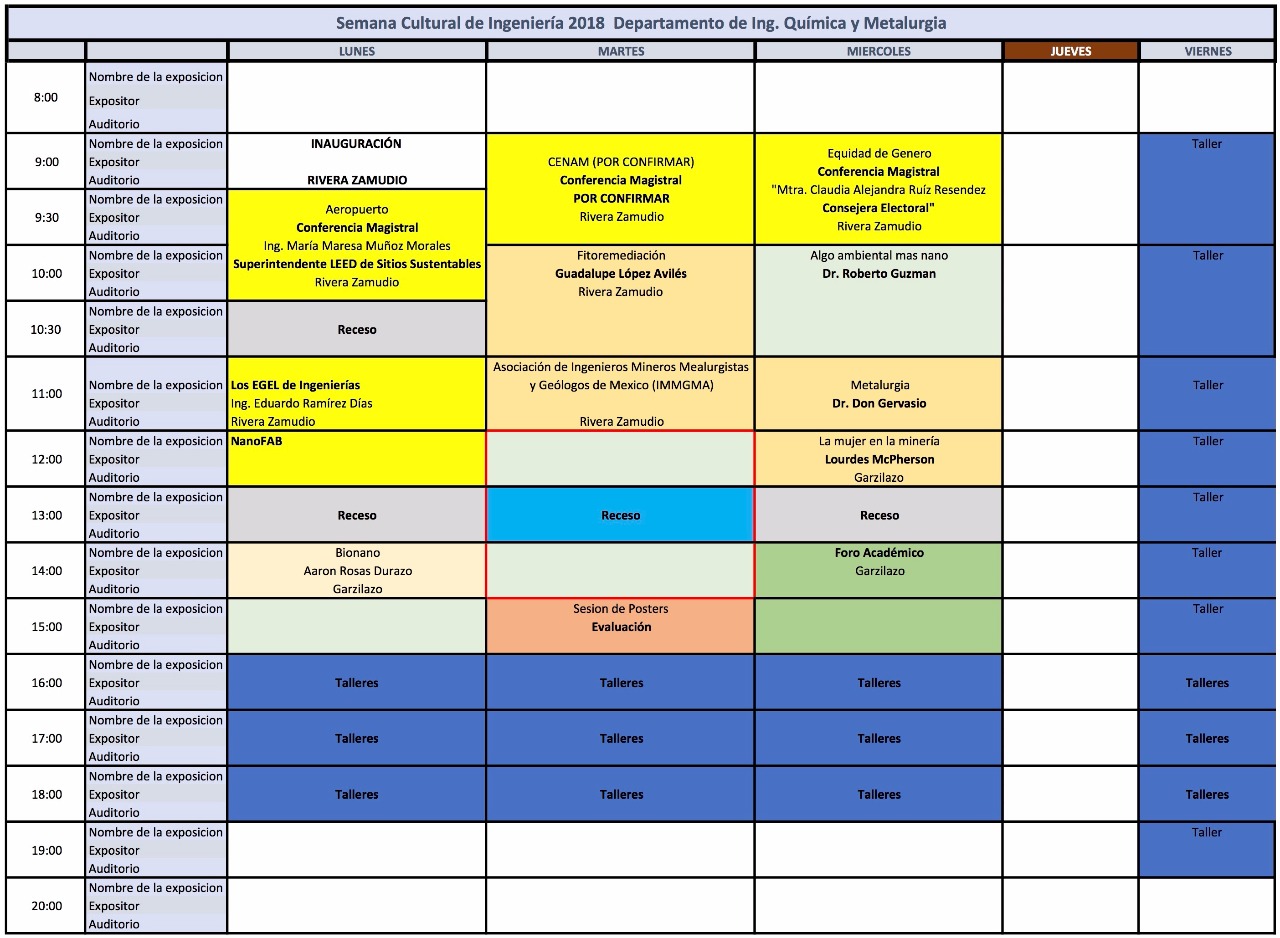 Semana Cultural de Ingeniería 2018  Departamento de Ing. Química y Metalurgia
LUNES MARTES MIERCOLES JUEVES VIERNES
8:00
Nombre de la exposicion
Expositor
Auditorio
9:00
Nombre de la exposicion
Expositor
Auditorio
INAUGURACIÓN
RIVERA ZAMUDIO
CENAM (POR CONFIRMAR)
Conferencia Magistral
POR CONFIRMAR
Rivera Zamudio
Equidad de Genero
Conferencia Magistral
"Mtra. Claudia Alejandra Ruíz Resendez
Consejera Electoral"
Rivera Zamudio
Taller
9:30
Nombre de la exposicion
Expositor
Auditorio
Aeropuerto
Conferencia Magistral
Ing. María Maresa Muñoz Morales
Superintendente LEED de Sitios Sustentables
Rivera Zamudio
10:00
Nombre de la exposicion
Expositor
Auditorio
Fitoremediación
Guadalupe López Avilés
Rivera Zamudio
Algo ambiental mas nano
Dr. Roberto Guzman
Taller
10:30
Nombre de la exposicion
Expositor
Auditorio
Receso
11:00
Nombre de la exposicion
Expositor
Auditorio
Los EGEL de Ingenierías
Ing. Eduardo Ramírez Días
Rivera Zamudio
Asociación de Ingenieros Mineros Mealurgistas
y Geólogos de Mexico (IMMGMA)
Rivera Zamudio
Metalurgia
Dr. Don Gervasio
Taller
12:00
Nombre de la exposicion
Expositor
Auditorio
NanoFAB
La mujer en la minería
Lourdes McPherson
Garzilazo
Taller
13:00
Nombre de la exposicion
Expositor
Auditorio
Receso
Receso
Receso
Taller
14:00
Nombre de la exposicion
Expositor
Auditorio
Bionano
Aaron Rosas Durazo
Garzilazo
Foro Académico
Garzilazo
Taller
15:00
Nombre de la exposicion
Expositor
Auditorio
Sesion de Posters
Evaluación
Taller
16:00
Nombre de la exposicion
Expositor
Auditorio
Talleres
Talleres
Talleres
Talleres
17:00
Nombre de la exposicion
Expositor
Auditorio
Talleres
Talleres
Talleres
Talleres
18:00
Nombre de la exposicion
Expositor
Auditorio
Talleres
Talleres
Talleres
Talleres
19:00
Nombre de la exposicion
Expositor
Auditorio
Taller
20:00
Nombre de la exposicion
Expositor
Auditorio